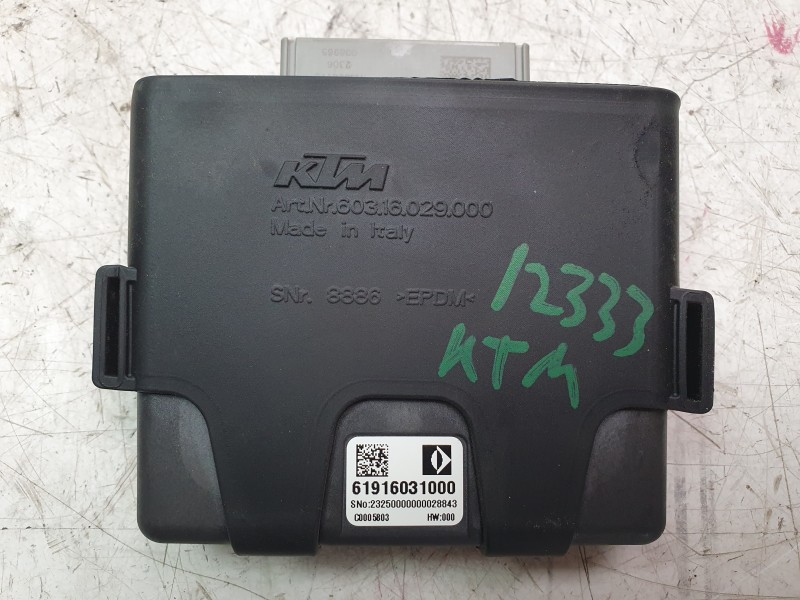 KTM
Art.Nr.603.16.029.000
Made in Italy
SNr. 8886 >EPDM<
12333
KTM
61916031000
SNo:23250000000028843
C0005803 HW:000